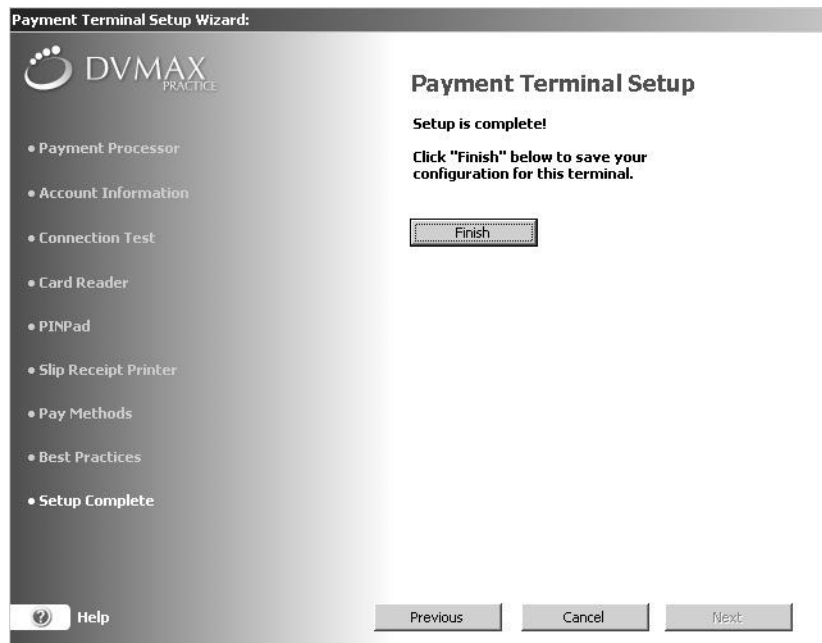 Payment Terminal Setup Wizard:
DVMAX
PRACTICE
• Payment Processor
• Account Information
• Connection Test
• Card Reader
• PINPad
• Slip Receipt Printer
• Pay Methods
• Best Practices
• Setup Complete
? Help
Payment Terminal Setup
Setup is complete!
Click "Finish" below to save your
configuration for this terminal.
Finish
Previous Cancel Next